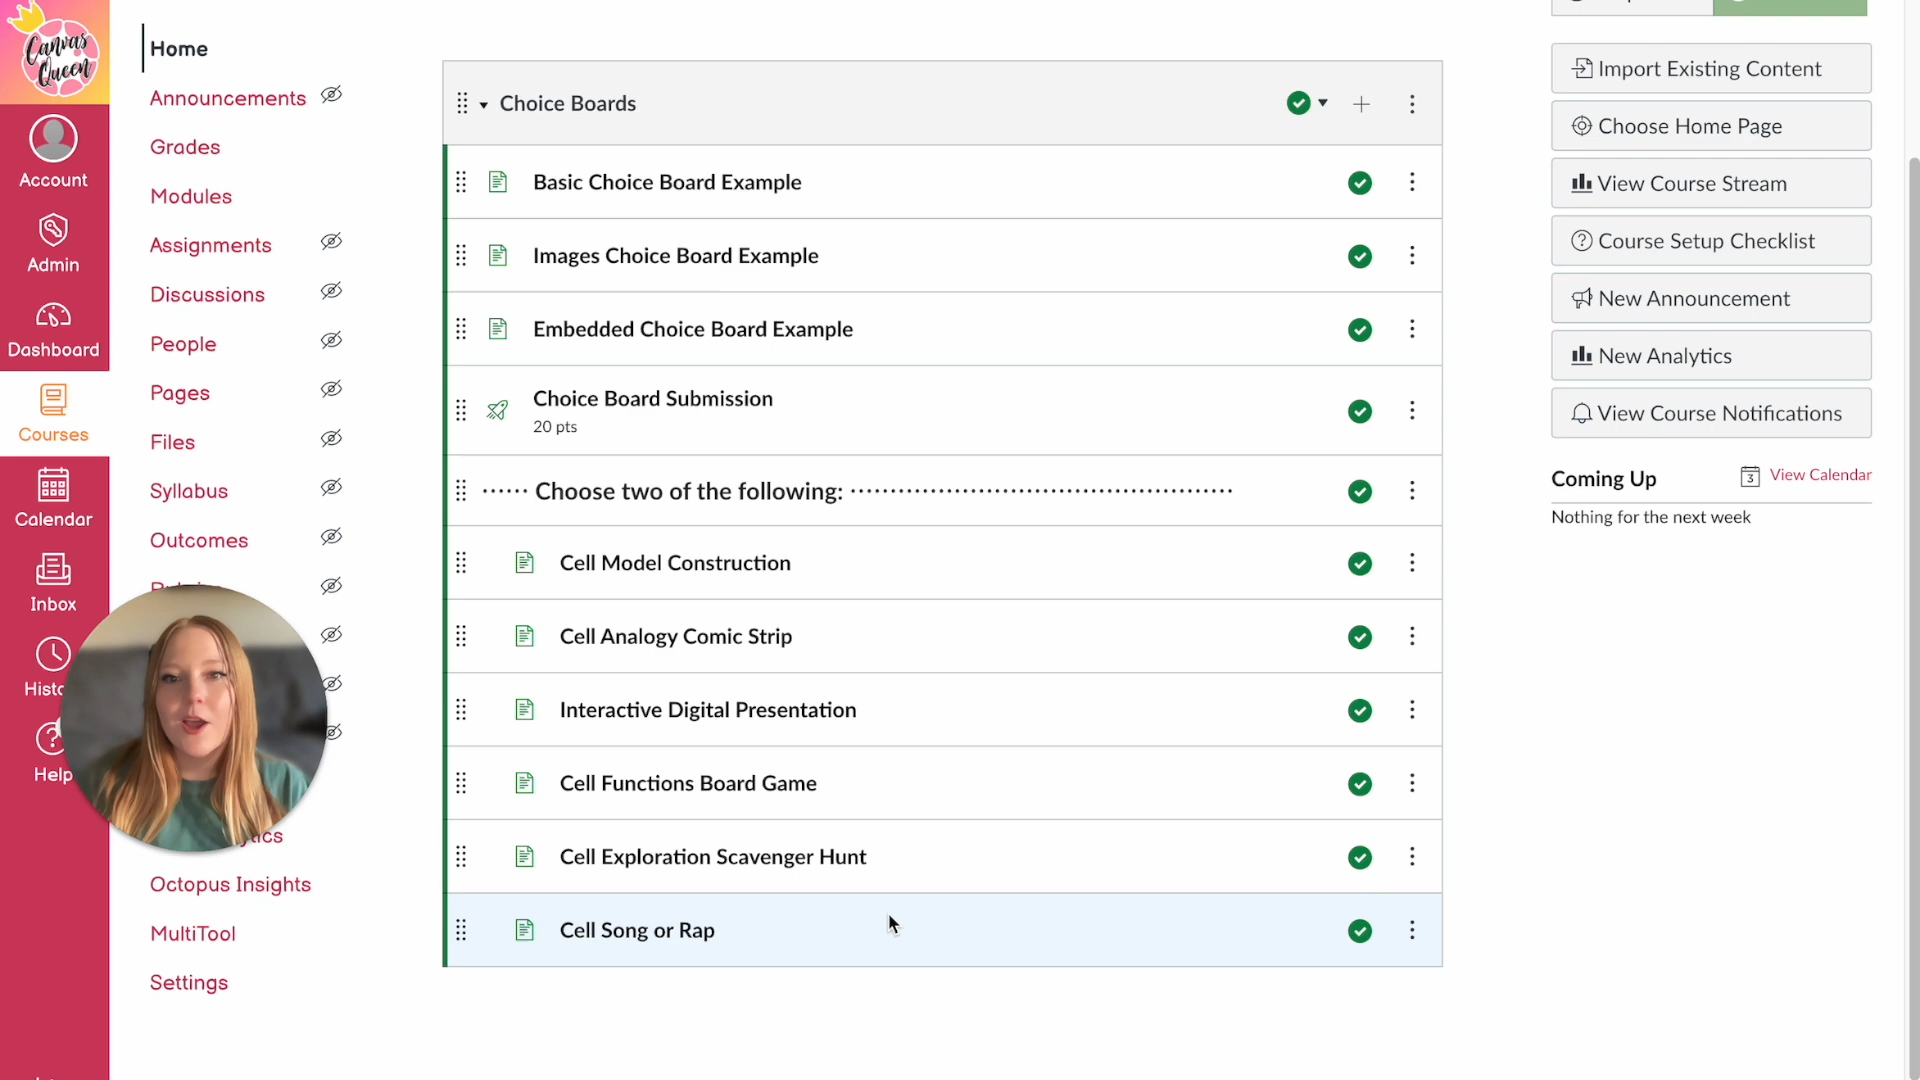 Canvas
Queen
Account
Admin
Dashboard
Courses
Calendar
Inbox
Help
Home
Announcements
Grades
Modules
Assignments
Discussions
People
Pages
Files
Syllabus
Outcomes
Octopus Insights
MultiTool
Settings
Choice Boards
Basic Choice Board Example
Images Choice Board Example
Embedded Choice Board Example
Choice Board Submission
20 pts
Choose two of the following:
Cell Model Construction
Cell Analogy Comic Strip
Interactive Digital Presentation
Cell Functions Board Game
Cell Exploration Scavenger Hunt
Cell Song or Rap
Import Existing Content
Choose Home Page
View Course Stream
Course Setup Checklist
New Announcement
New Analytics
View Course Notifications
Coming Up
3 View Calendar
Nothing for the next week